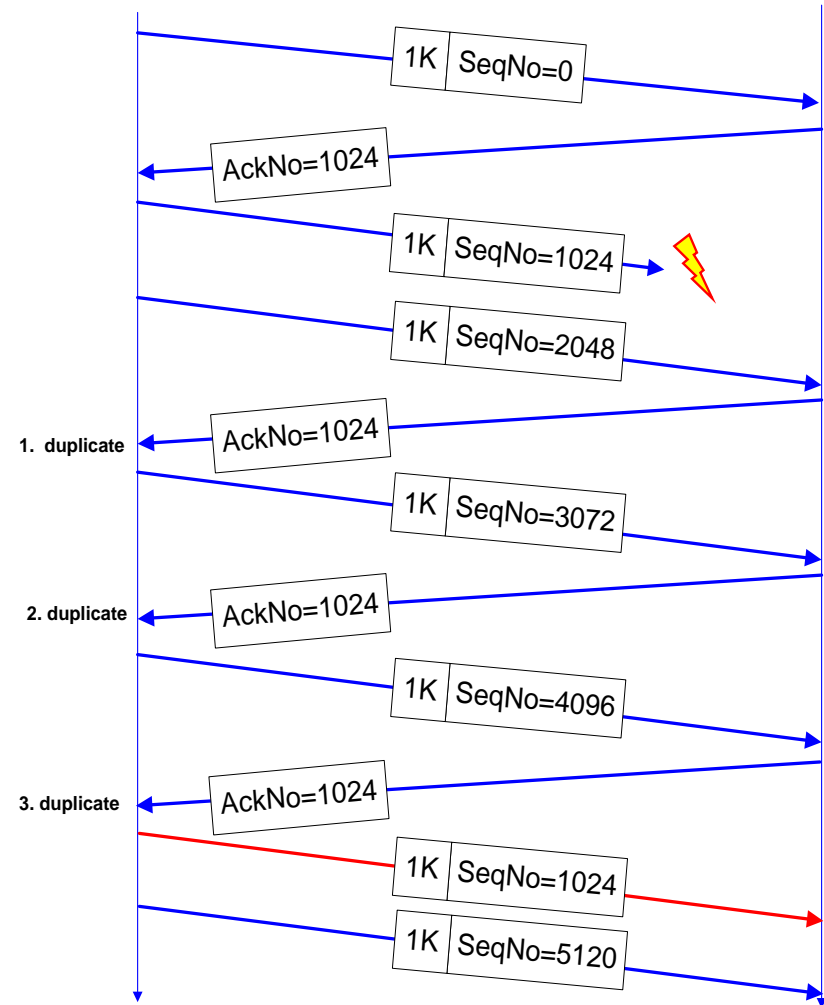 1K SeqNo=0
AckNo=1024
1K SeqNo=1024
1K SeqNo=2048
AckNo=1024
1. duplicate
1K SeqNo=3072
AckNo=1024
2. duplicate
1K SeqNo=4096
AckNo=1024
3. duplicate
1K SeqNo=1024
1K SeqNo=5120